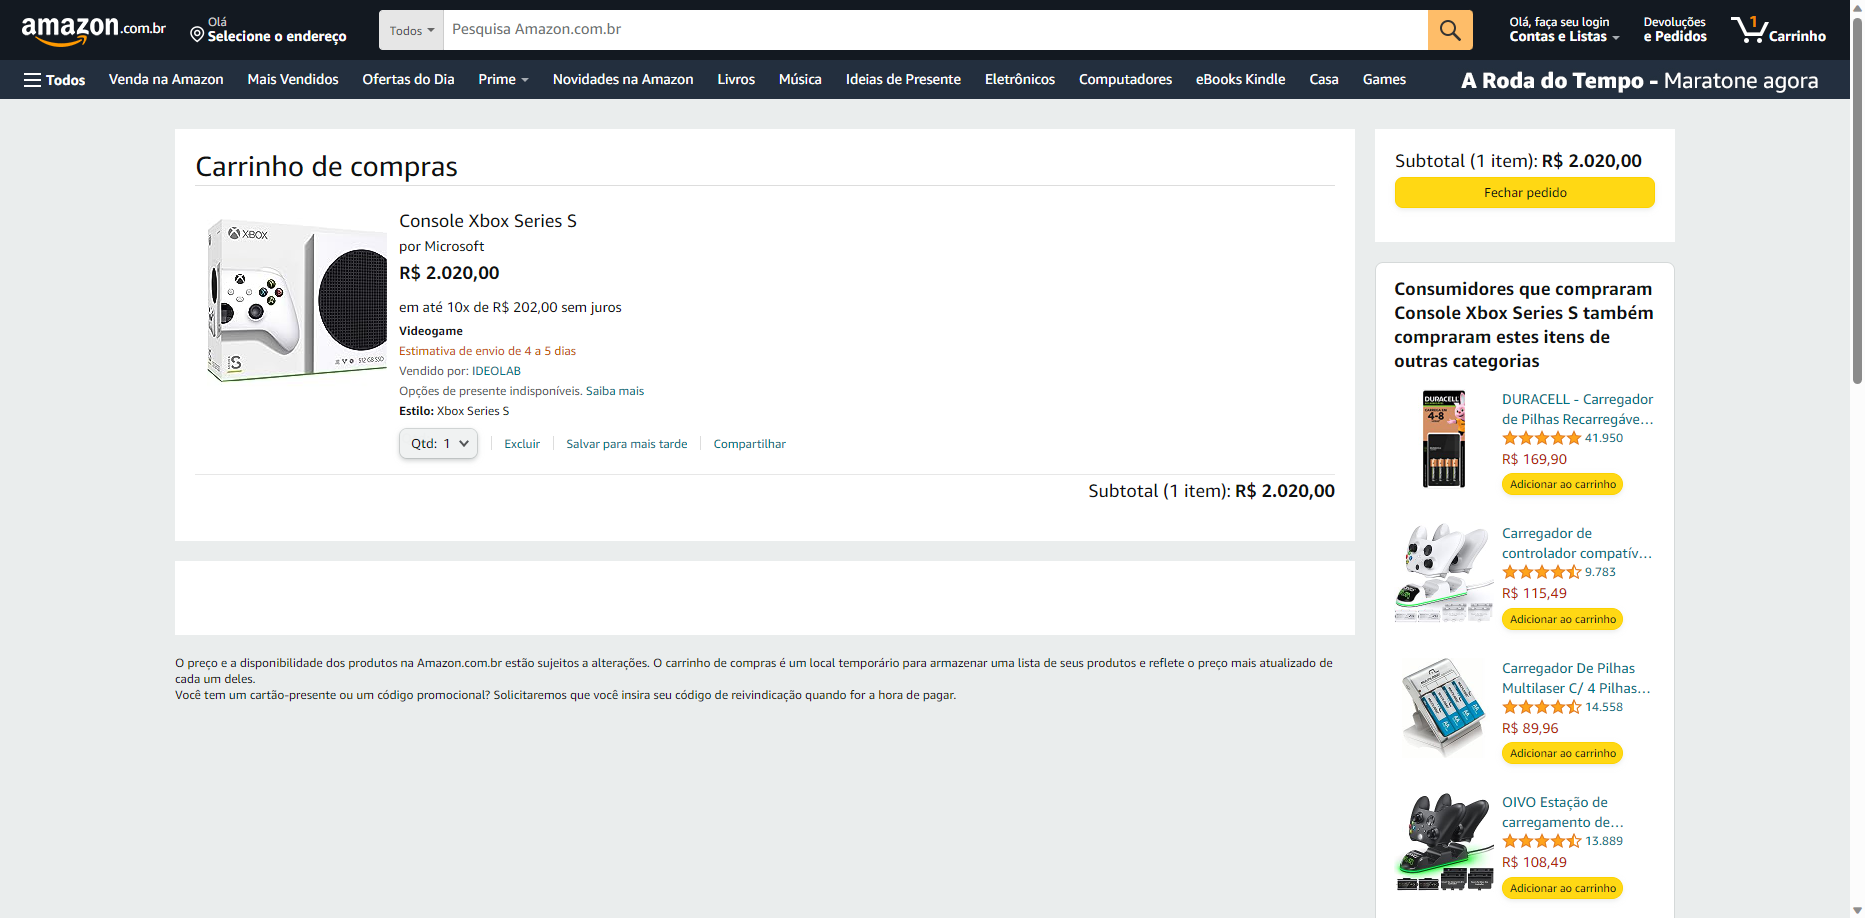 amazon.com.br
Olá
Selecione o endereço
Todos
Pesquisa Amazon.com.br
Olá, faça seu login
Contas e Listas
Devoluções
e Pedidos
1
Carrinho
Todos
Venda na Amazon
Mais Vendidos
Ofertas do Dia
Prime
Novidades na Amazon
Livros
Música
Ideias de Presente
Eletrônicos
Computadores
eBooks Kindle
Casa
Games
A Roda do Tempo - Maratone agora
Carrinho de compras
XBOX
S
512 GB SSD
Console Xbox Series S
por Microsoft
R$ 2.020,00
em até 10x de R$ 202,00 sem juros
Videogame
Estimativa de envio de 4 a 5 dias
Vendido por: IDEOLAB
Opções de presente indisponíveis. Saiba mais
Estilo: Xbox Series S
Qtd: 1
Excluir
Salvar para mais tarde
Compartilhar
Subtotal (1 item): R$ 2.020,00
O preço e a disponibilidade dos produtos na Amazon.com.br estão sujeitos a alterações. O carrinho de compras é um local temporário para armazenar uma lista de seus produtos e reflete o preço mais atualizado de
cada um deles.
Você tem um cartão-presente ou um código promocional? Solicitaremos que você insira seu código de reivindicação quando for a hora de pagar.
Subtotal (1 item): R$ 2.020,00
Fechar pedido
Consumidores que compraram
Console Xbox Series S também
compraram estes itens de
outras categorias
DURACELL
4-8
DURACELL - Carregador
de Pilhas Recarregáve...
41.950
R$ 169,90
Adicionar ao carrinho
Carregador de
controlador compatív...
9.783
R$ 115,49
Adicionar ao carrinho
Carregador De Pilhas
Multilaser C/ 4 Pilhas...
14.558
R$ 89,96
Adicionar ao carrinho
OIVO Estação de
carregamento de...
13.889
R$ 108,49
Adicionar ao carrinho